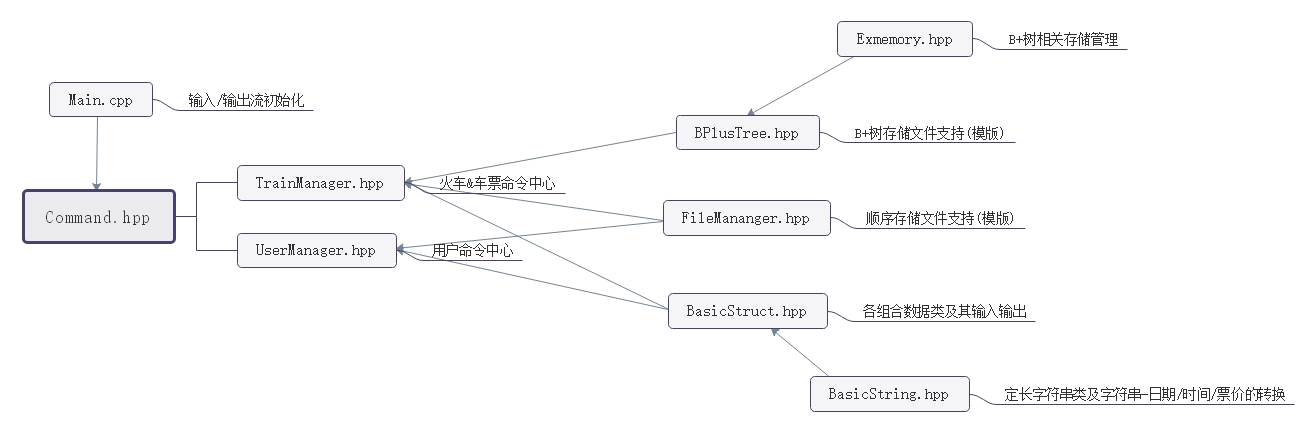 Exmemory.hpp
B+树相关存储管理
Main.cpp
输入/输出流初始化
BPlusTree.hpp
B+树存储文件支持(模版)
TrainManager.hpp
火车&车票命令中心
Command.hpp
FileMananger.hpp
顺序存储文件支持(模版)
UserManager.hpp
用户命令中心
BasicStruct.hpp
各组合数据类及其输入输出
BasicString.hpp
定长字符串类及字符串-日期/时间/票价的转换